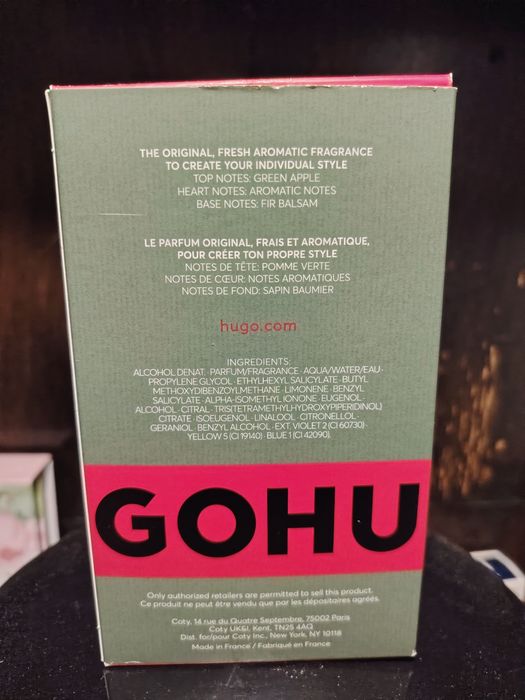 THE ORIGINAL, FRESH AROMATIC FRAGRANCE
TO CREATE YOUR INDIVIDUAL STYLE
TOP NOTES: GREEN APPLE
HEART NOTES: AROMATIC NOTES
BASE NOTES: FIR BALSAM
LE PARFUM ORIGINAL, FRAIS ET AROMATIQUE,
POUR CRÉER TON PROPRE STYLE
NOTES DE TÊTE: POMME VERTE
NOTES DE CŒUR: NOTES AROMATIQUES
NOTES DE FOND: SAPIN BAUMIER
hugo.com
INGREDIENTS:
ALCOHOL DENAT. · PARFUM/FRAGRANCE · AQUA/WATER/EAU ·
PROPYLENE GLYCOL · ETHYLHEXYL SALICYLATE · BUTYL
METHOXYDIBENZOYLMETHANE · LIMONENE · BENZYL
SALICYLATE · ALPHA-ISOMETHYL IONONE · EUGENOL ·
ALCOHOL · CITRAL · TRIS(TETRAMETHYLHYDROXYPIPERIDINOL)
CITRATE · ISOEUGENOL · LINALOOL · CITRONELLOL ·
GERANIOL · BENZYL ALCOHOL · EXT. VIOLET 2 (CI 60730) ·
YELLOW 5 (CI 19140) · BLUE 1 (CI 42090).
GOHU
Only authorized retailers are permitted to sell this product.
Ce produit ne peut être vendu que par les dépositaires agréés.
Coty, 14 rue du Quatre Septembre, 75002 Paris
Coty UK&I, Kent, TN25 4AQ
Dist. for/pour Coty Inc., New York, NY 10118
Made in France / Fabriqué en France